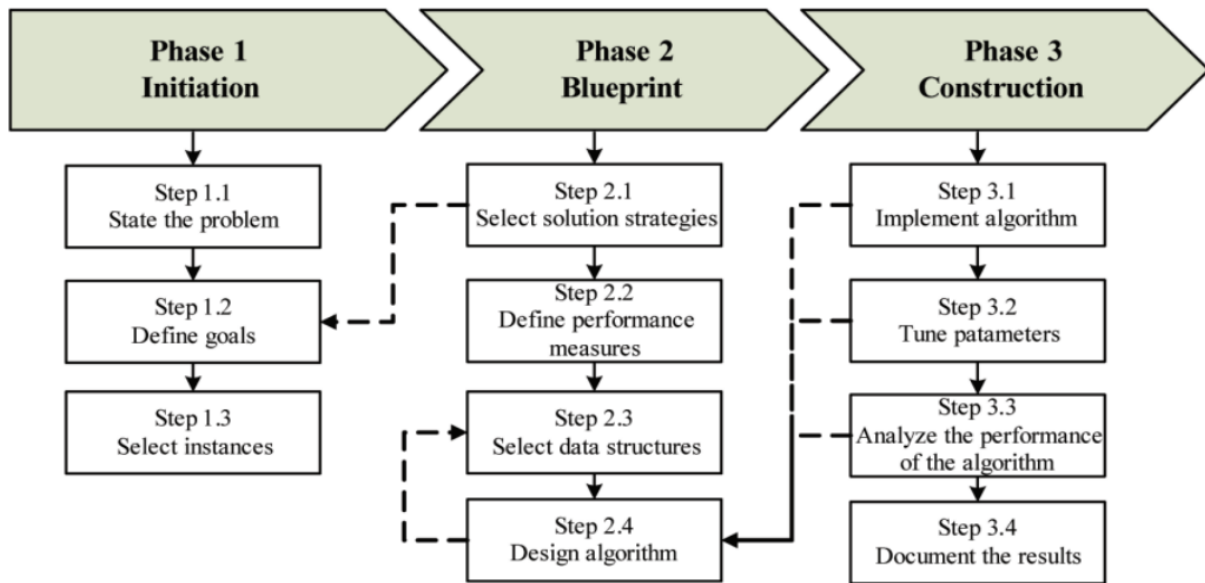 Phase 1
Initiation
Phase 2
Blueprint
Phase 3
Construction
Step 1.1
State the problem
Step 1.2
Define goals
Step 1.3
Select instances
Step 2.1
Select solution strategies
Step 2.2
Define performance
measures
Step 2.3
Select data structures
Step 2.4
Design algorithm
Step 3.1
Implement algorithm
Step 3.2
Tune patameters
Step 3.3
Analyze the performance
of the algorithm
Step 3.4
Document the results